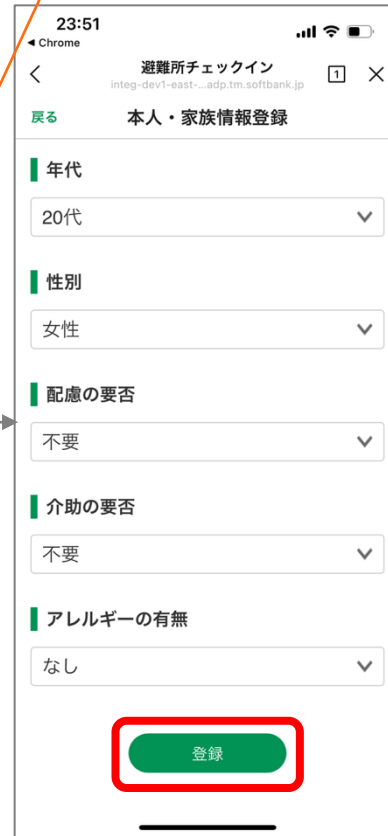 23:51
◀ Chrome
避難所チェックイン
integ-dev1-east-...adp.tm.softbank.jp
1
戻る
本人・家族情報登録
年代
20代
性別
女性
配慮の要否
不要
介助の要否
不要
アレルギーの有無
なし
登録